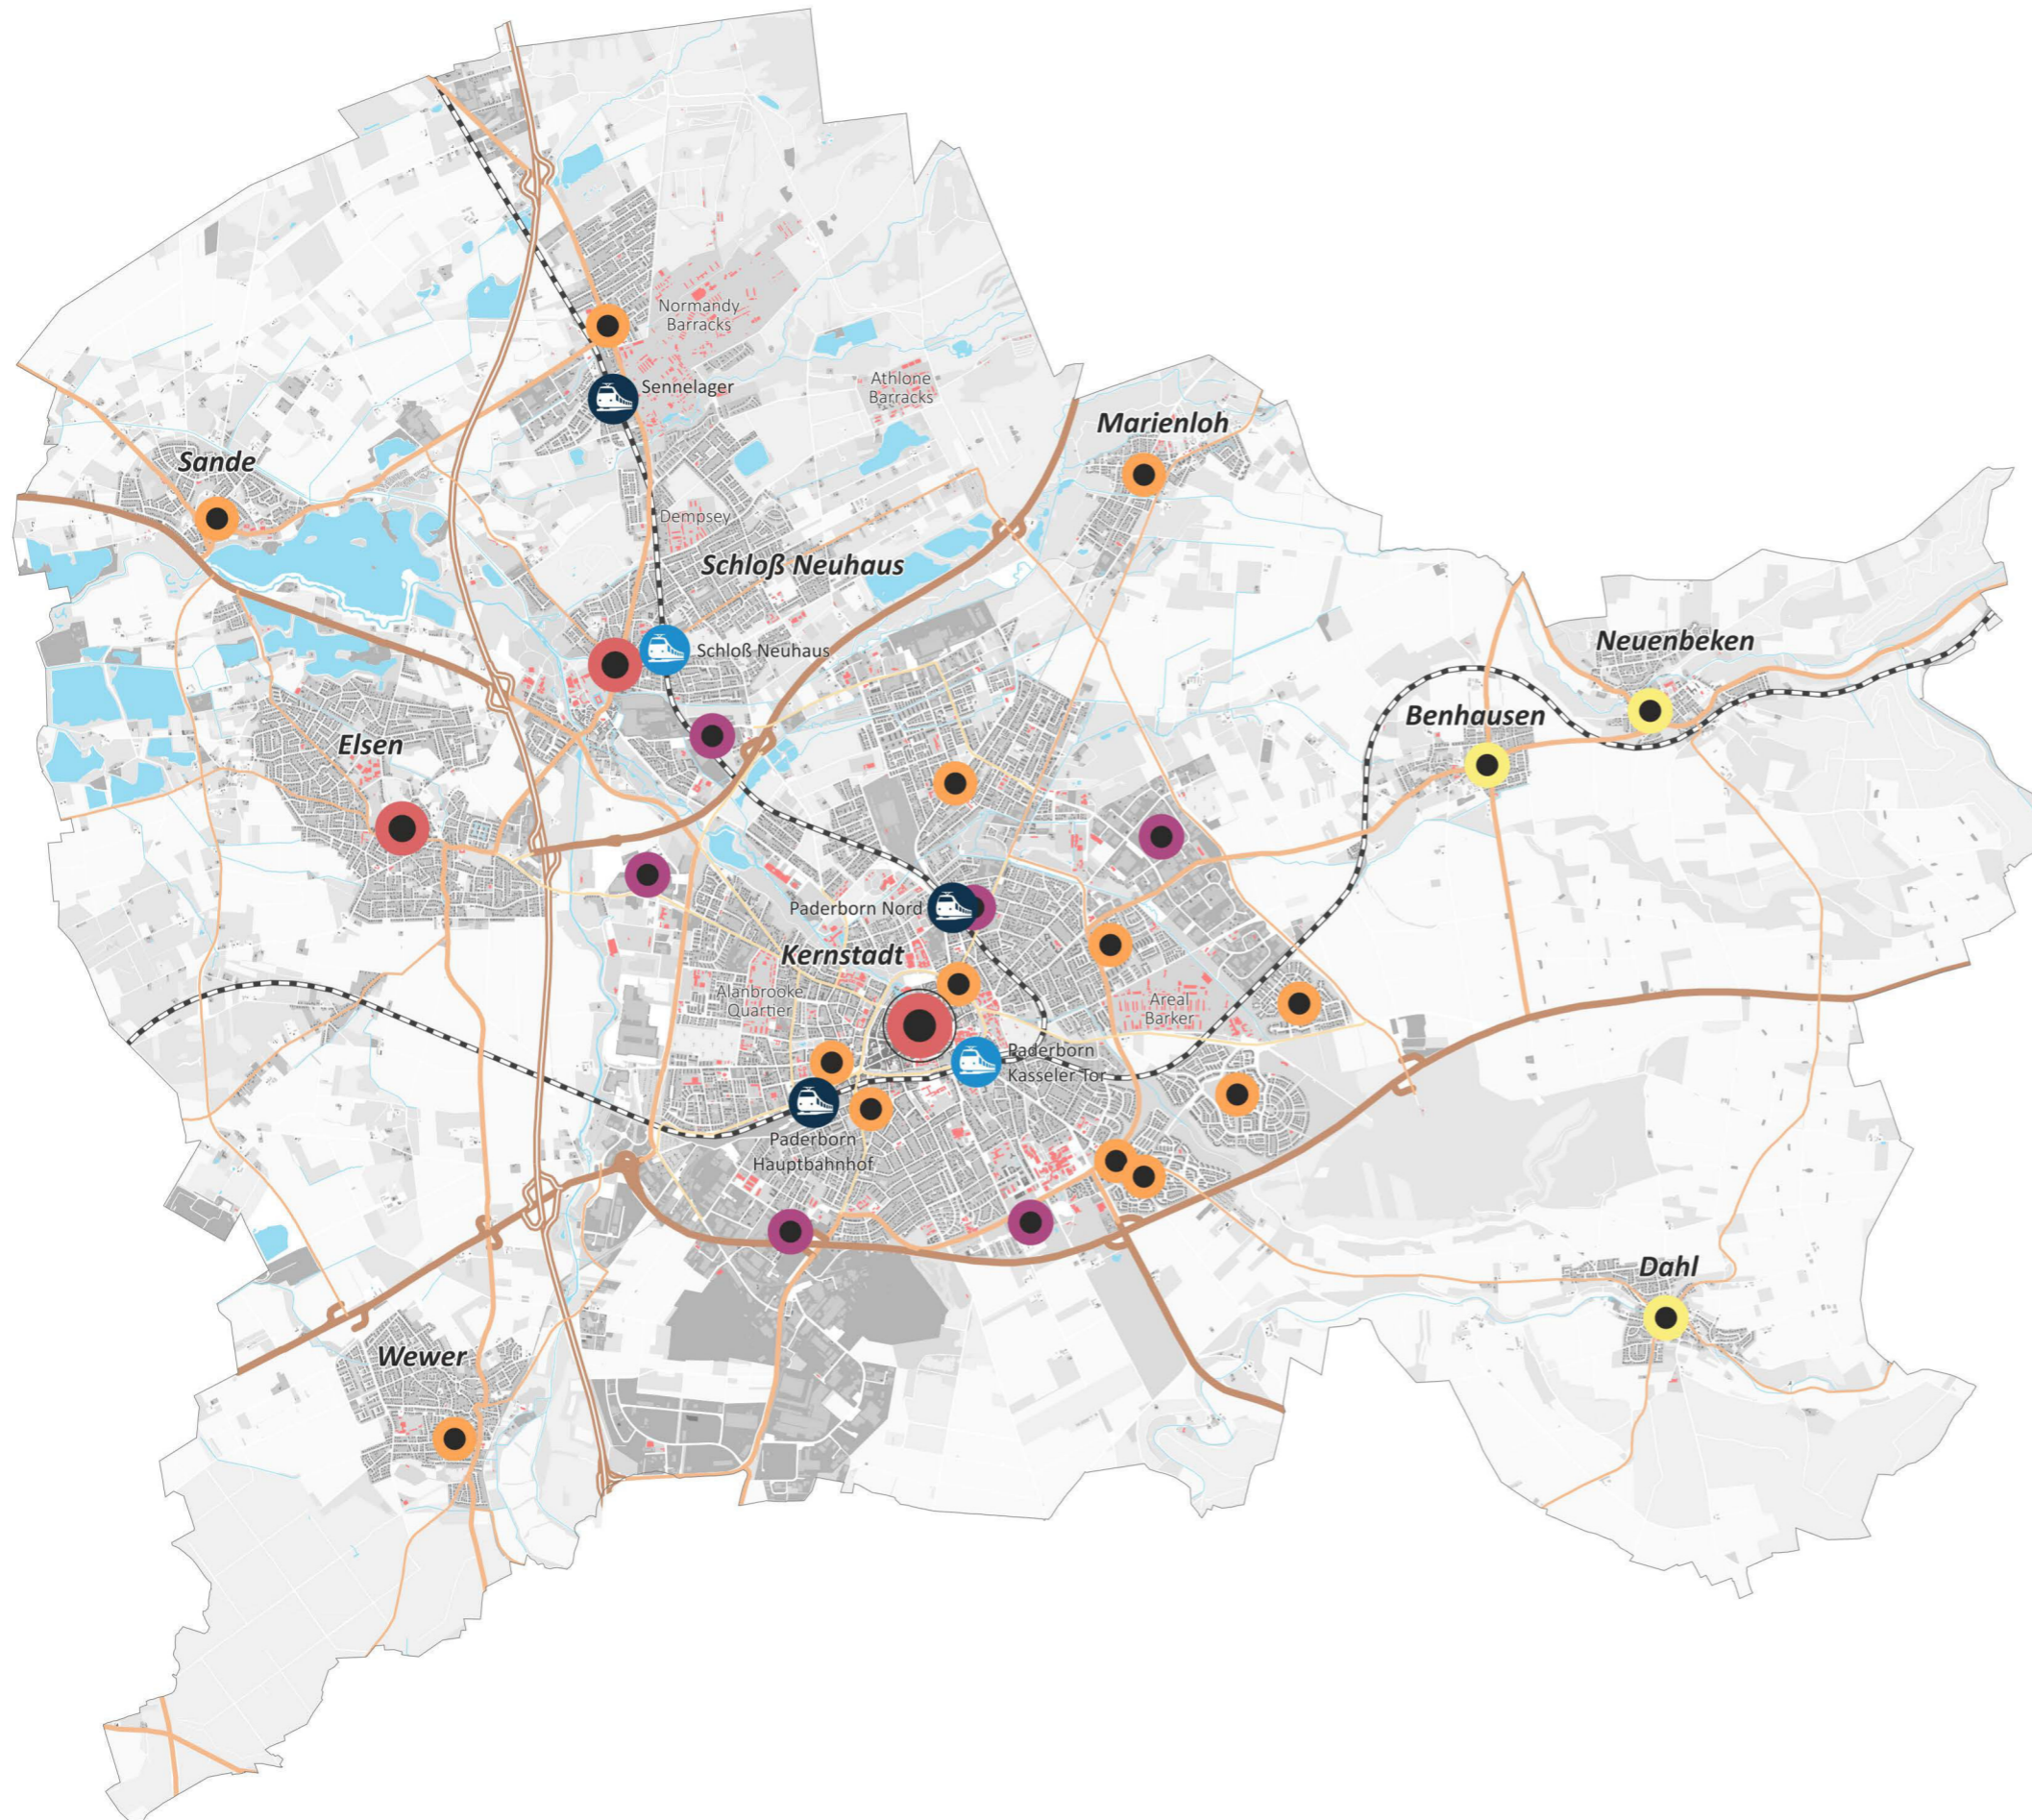 Normandy
Barracks
Sennelager
Athlone
Barracks
Marienloh
Sande
Dempsey
Schloß Neuhaus
Schloß Neuhaus
Neuenbeken
Benhausen
Elsen
Paderborn Nord
Kernstadt
Alanbrooke
Quartier
Areal
Barker
Paderborn
Kasseler Tor
Paderborn
Hauptbahnhof
Dahl
Wewer